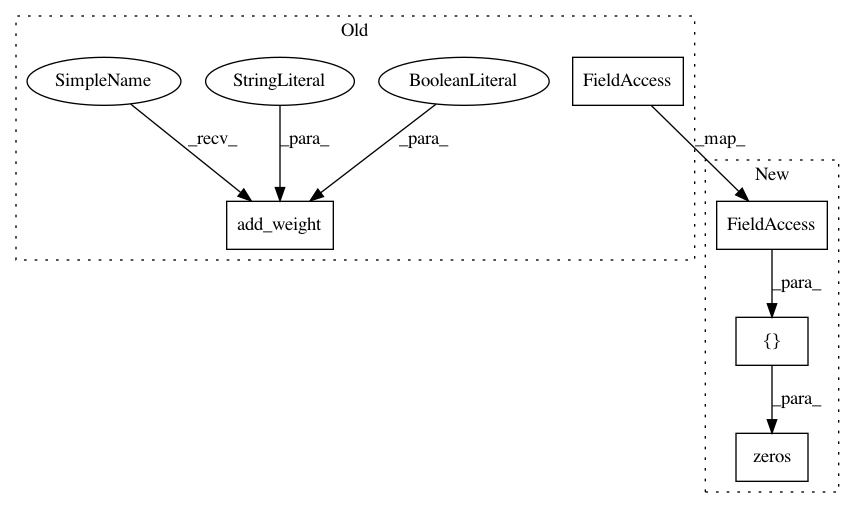 Old
SimpleName
StringLiteral
BooleanLiteral
FieldAccess
_recv_
_para_
_para_
_map_
New
add_weight
FieldAccess
_para_
{}
_para_
zeros